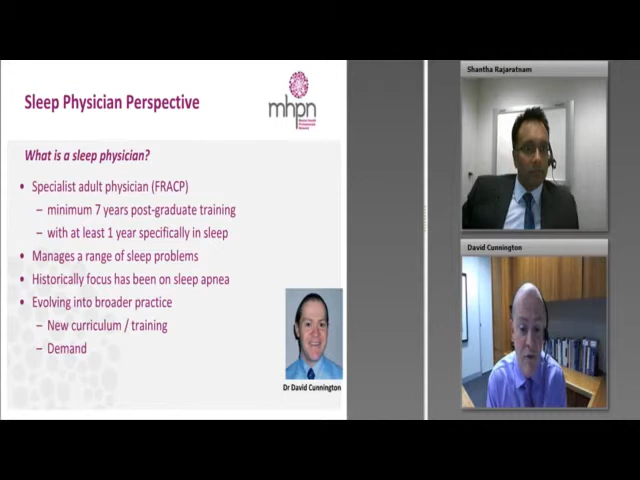 Sleep Physician Perspective
mhpn
What is a sleep physician?
• Specialist adult physician (FRACP)
– minimum 7 years post-graduate training
– with at least 1 year specifically in sleep
• Manages a range of sleep problems
• Historically focus has been on sleep apnea
• Evolving into broader practice
– New curriculum / training
– Demand
Dr David Cunnington
Shantha Rajaratnam
David Cunnington